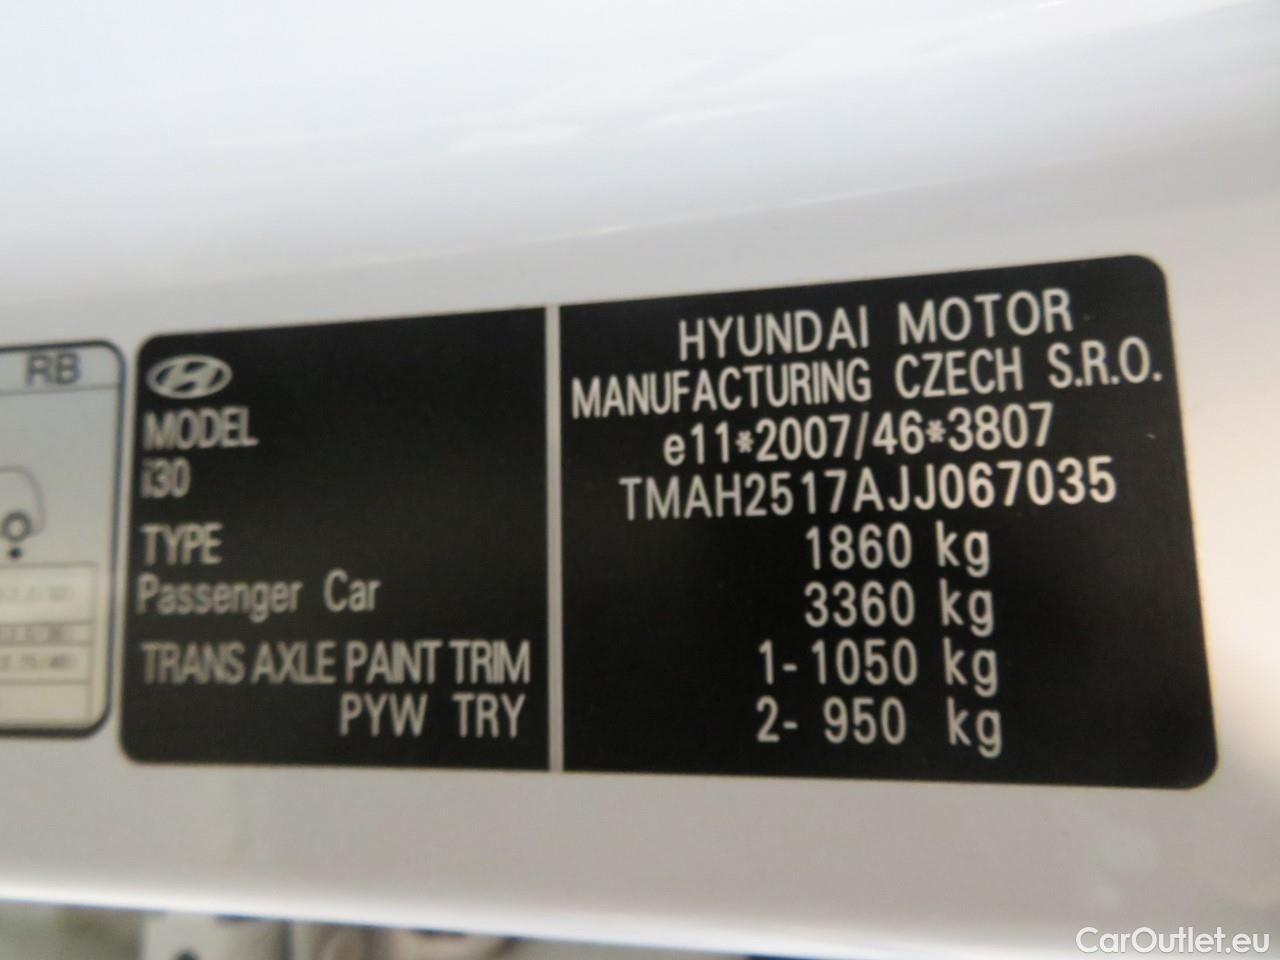 RB
MODEL
i30
TYPE
Passenger Car
TRANS AXLE PAINT TRIM
PYW TRY
HYUNDAI MOTOR
MANUFACTURING CZECH S.R.O.
e11*2007/46*3807
TMAH2517AJJ067035
1860 kg
3360 kg
1- 1050 kg
2- 950 kg
CarOutlet.eu